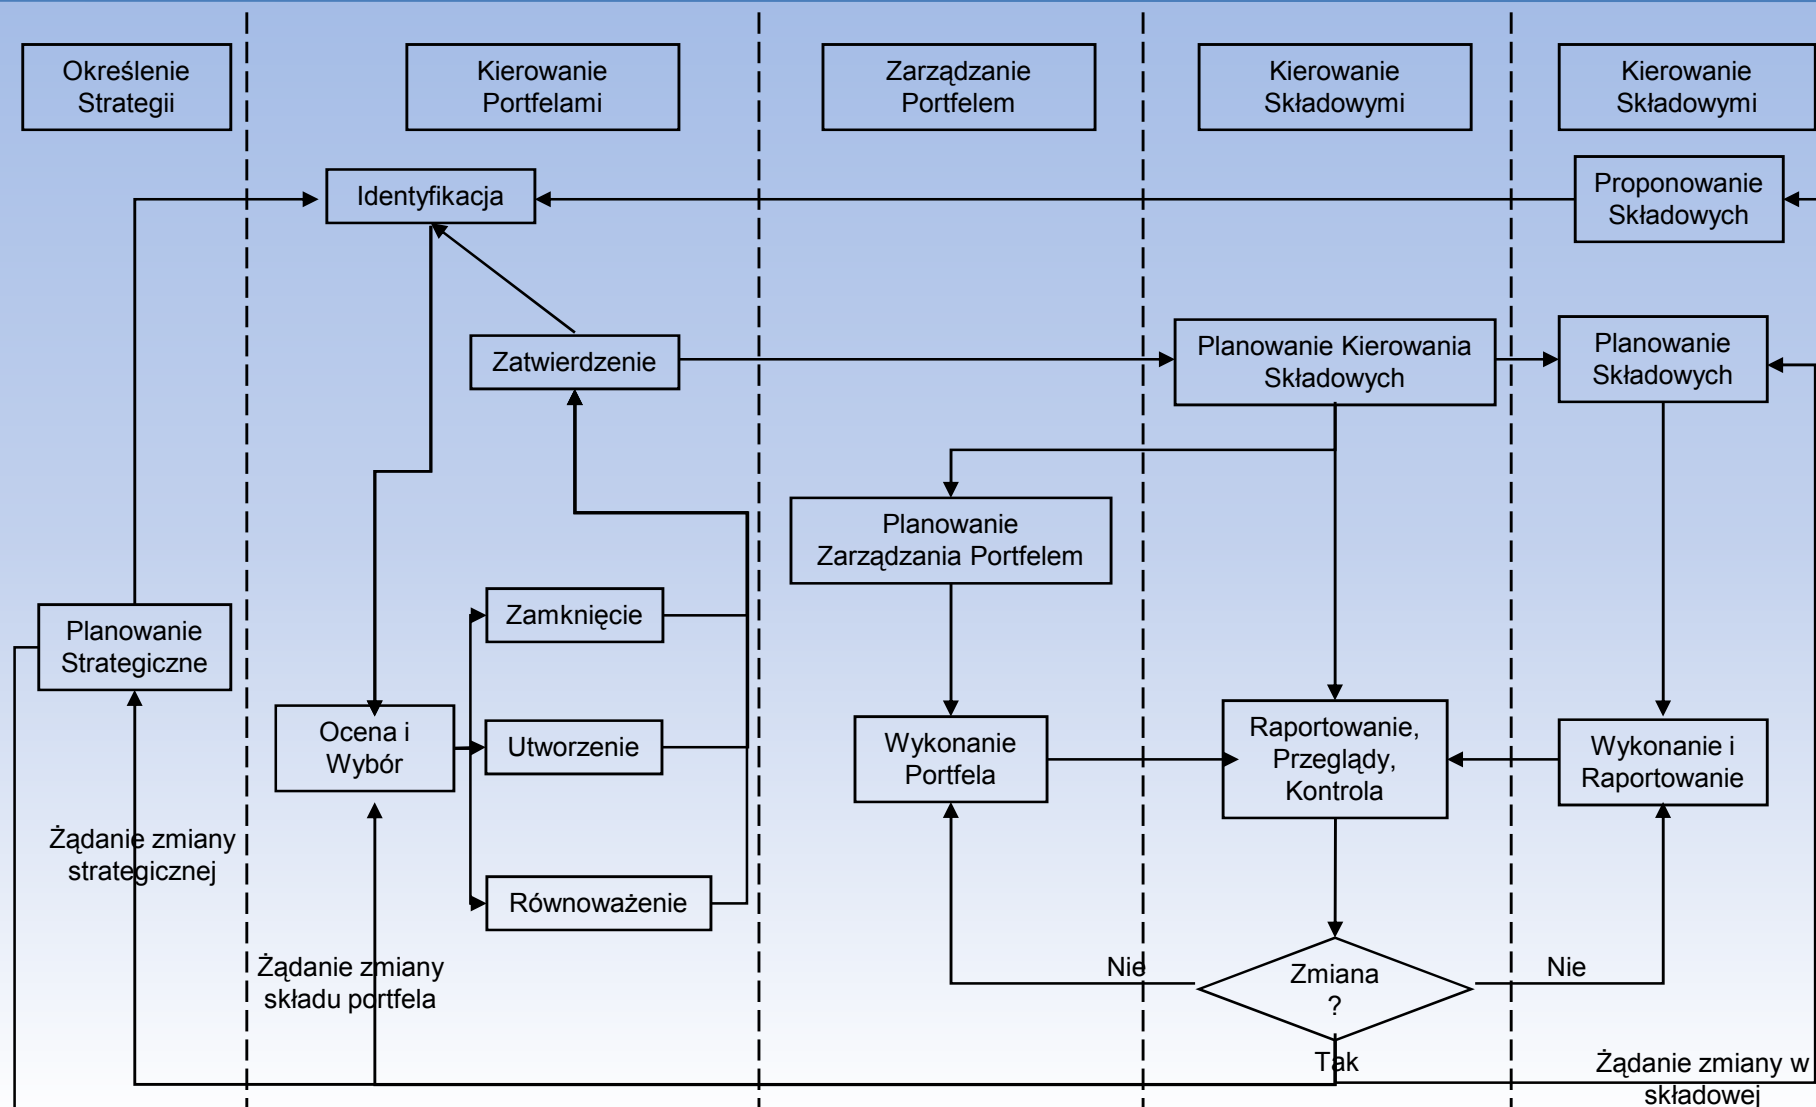 Określenie
Strategii
Kierowanie
Portfelami
Zarządzanie
Portfelem
Kierowanie
Składowymi
Kierowanie
Składowymi
Identyfikacja
Proponowanie
Składowych
Zatwierdzenie
Planowanie Kierowania
Składowych
Planowanie
Składowych
Planowanie
Zarządzania Portfelem
Zamknięcie
Planowanie
Strategiczne
Ocena i
Wybór
Utworzenie
Wykonanie
Portfela
Raportowanie,
Przeglądy,
Kontrola
Wykonanie i
Raportowanie
Żądanie zmiany
strategicznej
Równoważenie
Żądanie zmiany
składu portfela
Nie
Zmiana
?
Nie
Tak
Żądanie zmiany w
składowej